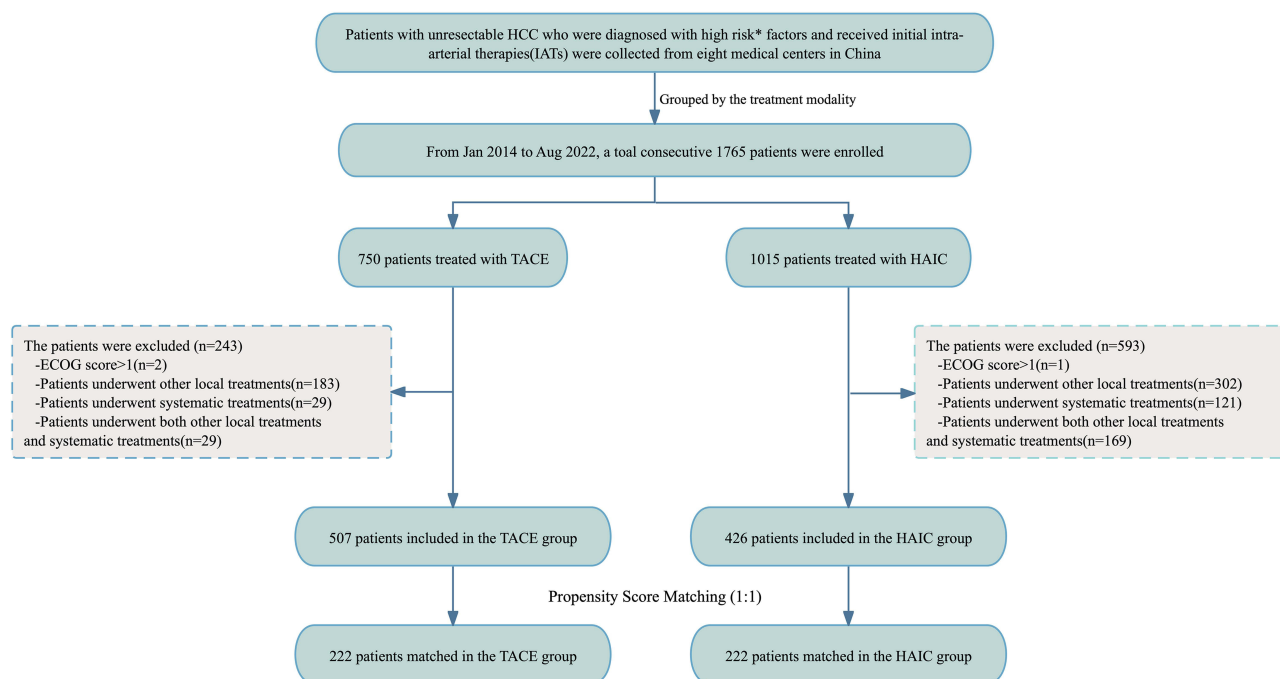 Patients with unresectable HCC who were diagnosed with high risk* factors and received initial intra-
arterial therapies(IATs) were collected from eight medical centers in China
Grouped by the treatment modality
From Jan 2014 to Aug 2022, a toal consecutive 1765 patients were enrolled
750 patients treated with TACE
1015 patients treated with HAIC
The patients were excluded (n=243)
-ECOG score>1(n=2)
-Patients underwent other local treatments(n=183)
-Patients underwent systematic treatments(n=29)
-Patients underwent both other local treatments
and systematic treatments(n=29)
The patients were excluded (n=593)
-ECOG score>1(n=1)
-Patients underwent other local treatments(n=302)
-Patients underwent systematic treatments(n=121)
-Patients underwent both other local treatments
and systematic treatments(n=169)
507 patients included in the TACE group
426 patients included in the HAIC group
Propensity Score Matching (1:1)
222 patients matched in the TACE group
222 patients matched in the HAIC group